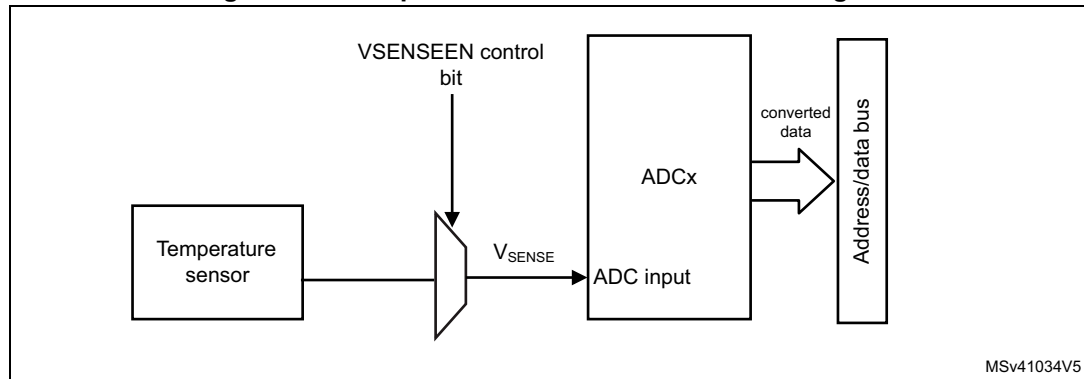 VSENSEEN control
bit
converted
data
Address/data bus
ADCx
Temperature
sensor
VSENSE
ADC input
MSv41034V5